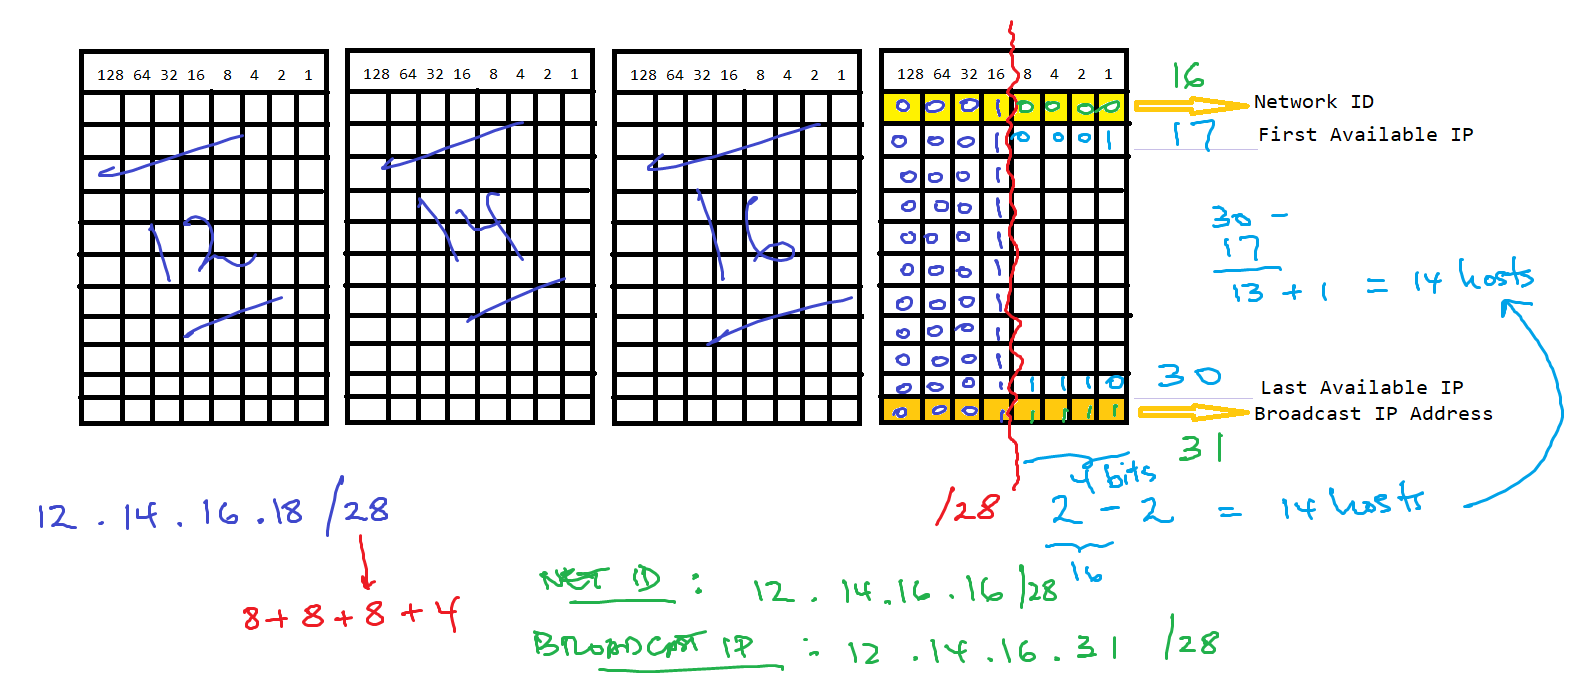 128 64 32 16 8 4 2 1
128 64 32 16 8 4 2 1
128 64 32 16 8 4 2 1
128 64 32 16 8 4 2 1
16
0 0 0 1 0 0 0 0
Network ID
0 0 0 1 0 0 0 1
17
First Available IP
0 0 0 1
0 0 0 1
0 0 0 1
0 0 0 1
0 0 0 1
0 0 0 1
0 0 0 1
0 0 0 1 1 1 1 0
30
Last Available IP
0 0 0 1 1 1 1 1
Broadcast IP Address
31
12
14
16
30 -
17
13 + 1 = 14 hosts
4 bits
/28
2 - 2 = 14 hosts
16
12 . 14 . 16 . 18 /28
8 + 8 + 8 + 4
NET ID : 12 . 14 . 16 . 16 /28
BROADCAST IP : 12 . 14 . 16 . 31 /28